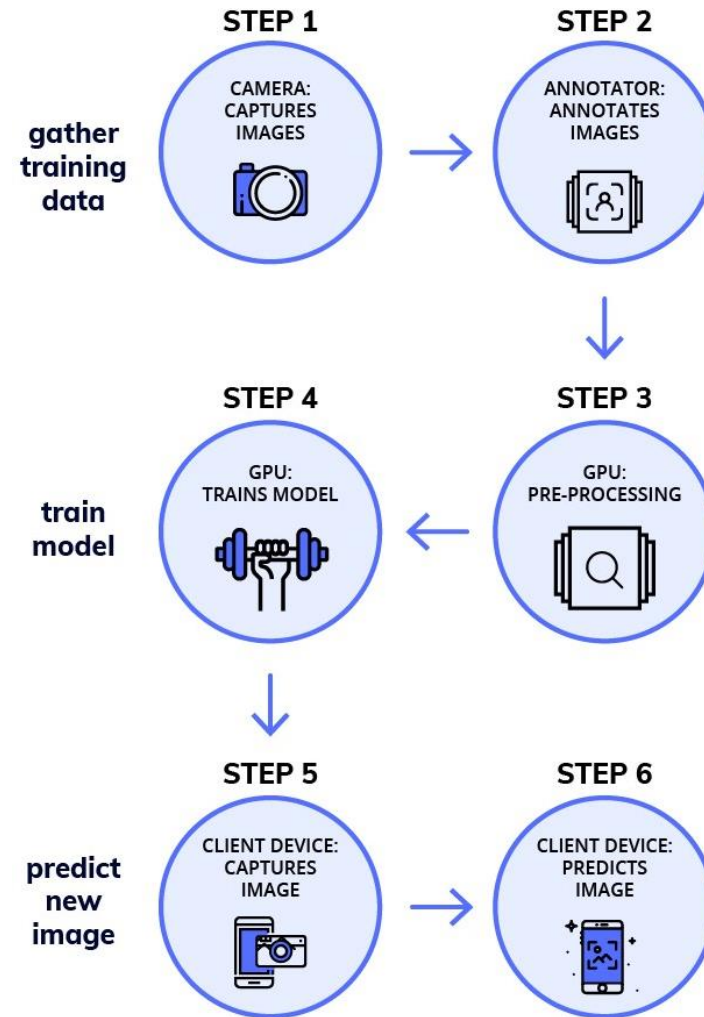 STEP 1
CAMERA:
CAPTURES
IMAGES
STEP 2
ANNOTATOR:
ANNOTATES
IMAGES
gather
training
data
STEP 3
GPU:
PRE-PROCESSING
STEP 4
GPU:
TRAINS MODEL
train
model
STEP 5
CLIENT DEVICE:
CAPTURES
IMAGE
STEP 6
CLIENT DEVICE:
PREDICTS
IMAGE
predict
new
image